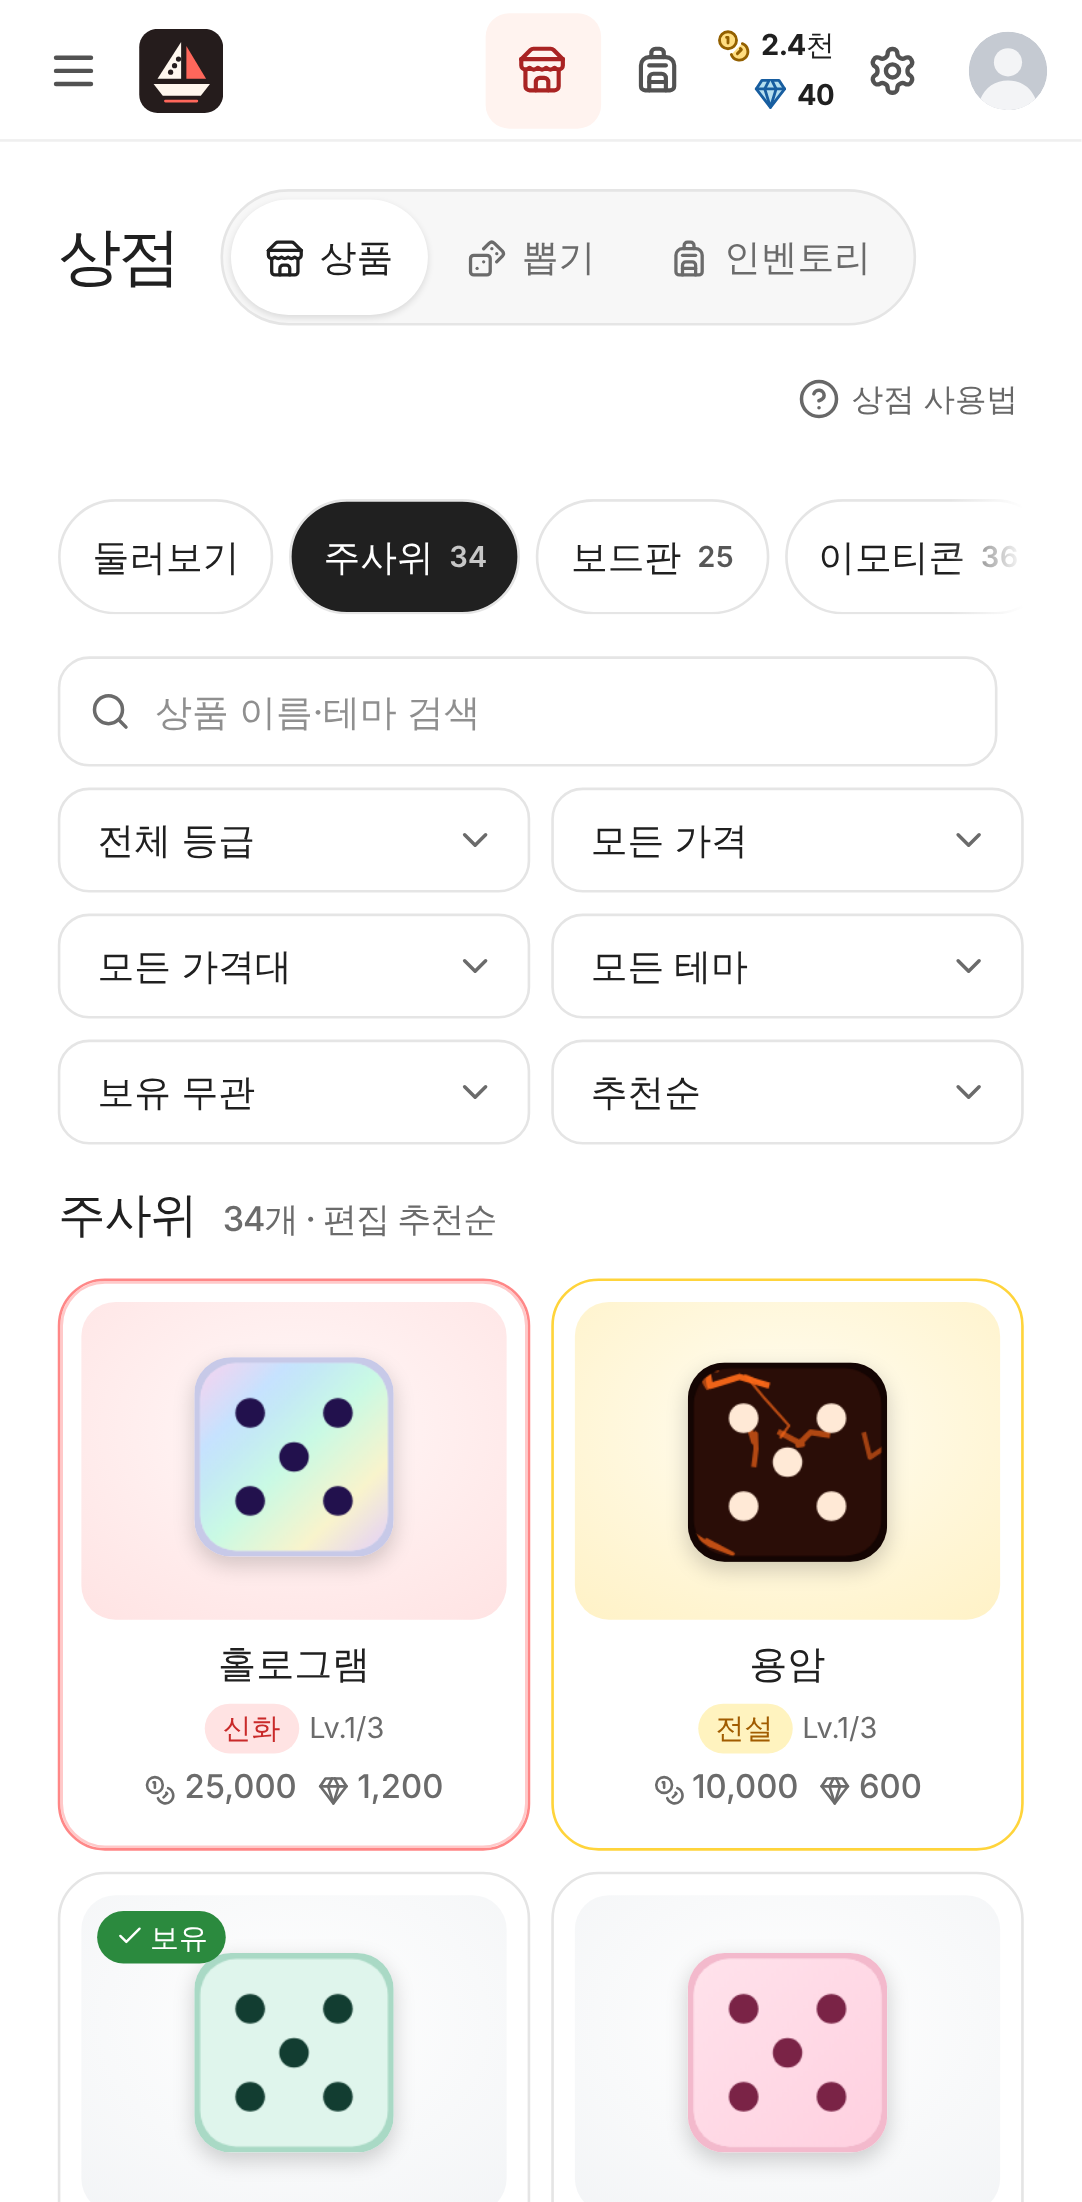 2.4천
40
상점
상품
뽑기
인벤토리
상점 사용법
둘러보기
주사위 34
보드판 25
이모티콘 36
상품 이름·테마 검색
전체 등급
모든 가격
모든 가격대
모든 테마
보유 무관
추천순
주사위 34개 · 편집 추천순
홀로그램
신화 Lv.1/3
25,000 1,200
용암
전설 Lv.1/3
10,000 600
보유